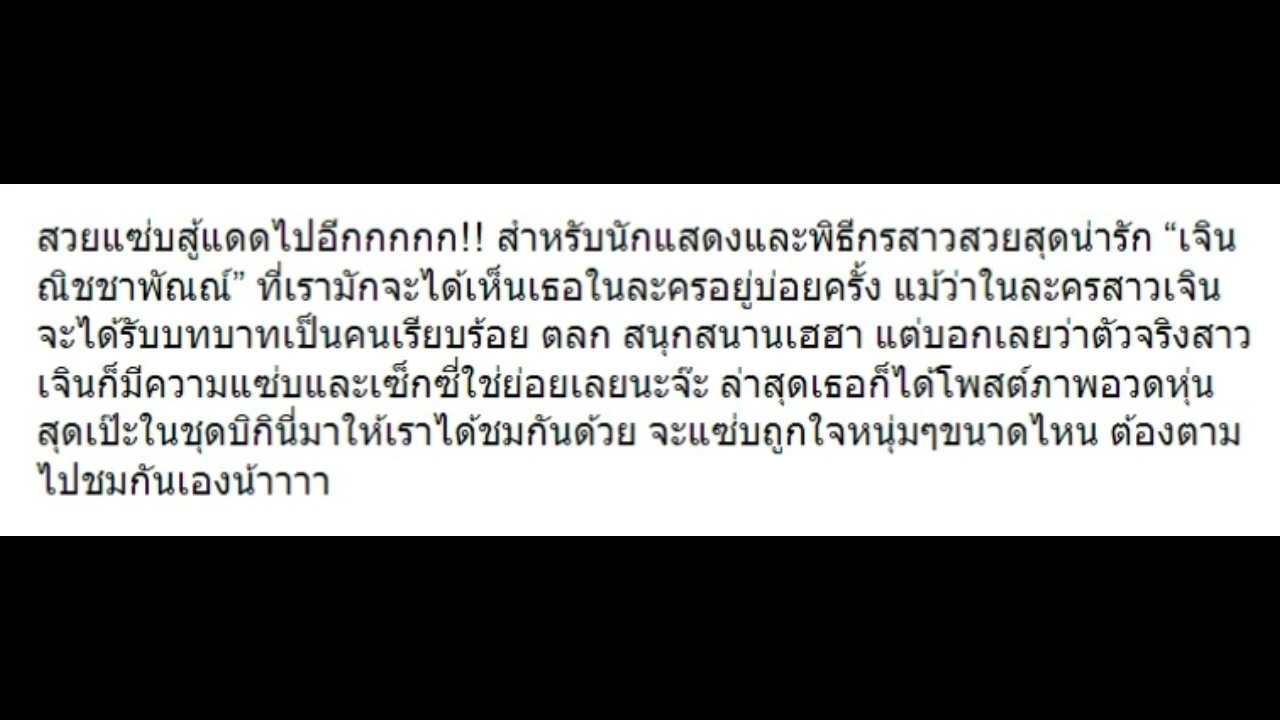 สวยแซ่บสู้แดดไปอีกกกกก!! สำหรับนักแสดงและพิธีกรสาวสวยสุดน่ารัก “เจิน
ณิชชาพัณณ์” ที่เรามักจะได้เห็นเธอในละครอยู่บ่อยครั้ง แม้ว่าในละครสาวเจิน
จะได้รับบทบาทเป็นคนเรียบร้อย ตลก สนุกสนานเฮฮา แต่บอกเลยว่าตัวจริงสาว
เจินก็มีความแซ่บและเซ็กซี่ใช่ย่อยเลยนะจ๊ะ ล่าสุดเธอก็ได้โพสต์ภาพอวดหุ่น
สุดเป๊ะในชุดบิกินี่มาให้เราได้ชมกันด้วย จะแซ่บถูกใจหนุ่มๆขนาดไหน ต้องตาม
ไปชมกันเองน้าาาา